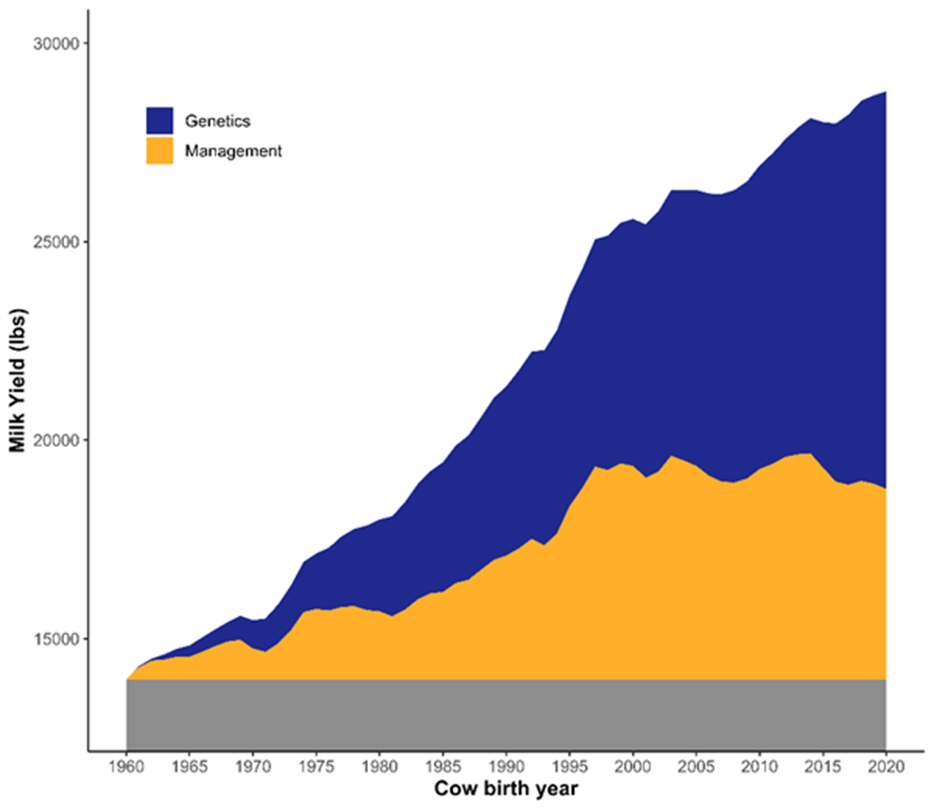 30000
Genetics
Management
25000
20000
15000
Milk Yield (lbs)
1960 1965 1970 1975 1980 1985 1990 1995 2000 2005 2010 2015 2020
Cow birth year